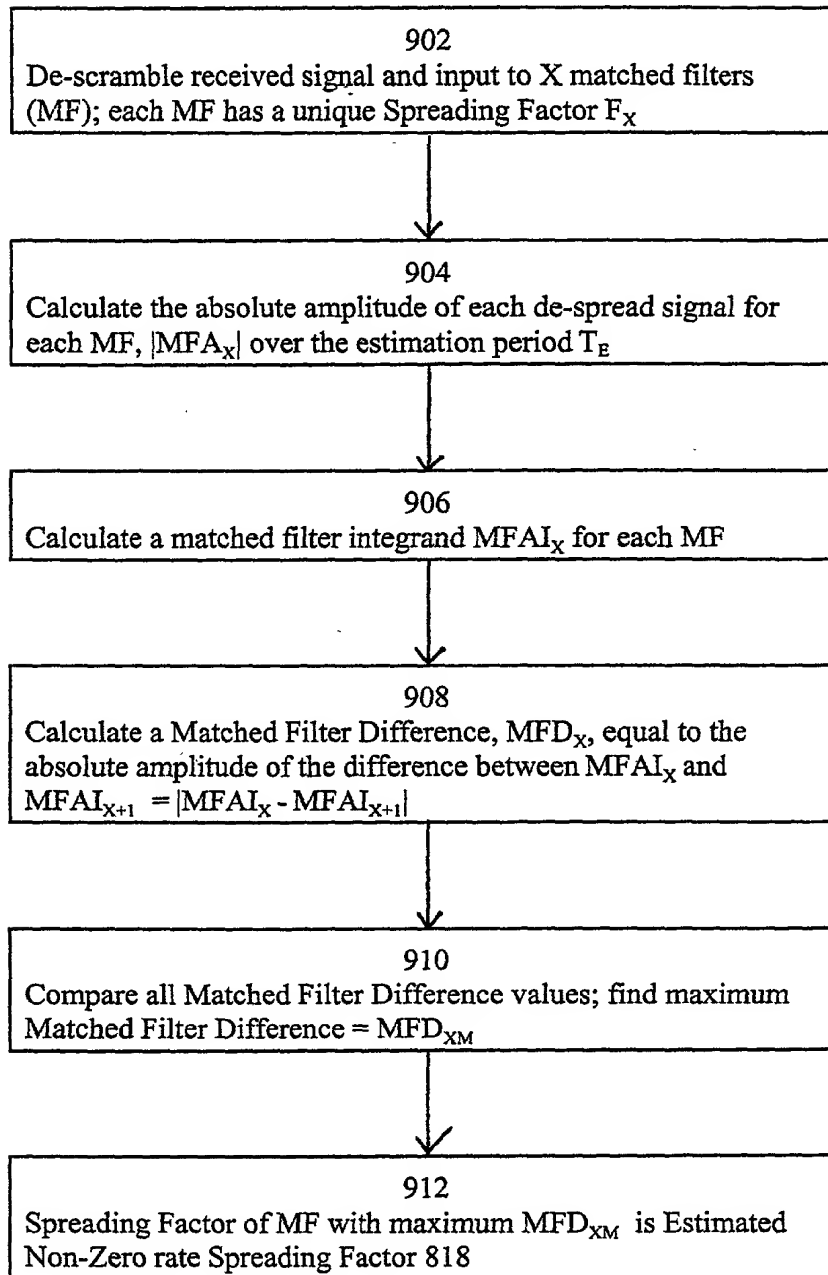 902
De-scramble received signal and input to X matched filters
(MF); each MF has a unique Spreading Factor F_X
904
Calculate the absolute amplitude of each de-spread signal for
each MF, |MFA_X| over the estimation period T_E
906
Calculate a matched filter integrand MFAI_X for each MF
908
Calculate a Matched Filter Difference, MFD_X, equal to the
absolute amplitude of the difference between MFAI_X and
MFAI_X+1 = |MFAI_X - MFAI_X+1|
910
Compare all Matched Filter Difference values; find maximum
Matched Filter Difference = MFD_XM
912
Spreading Factor of MF with maximum MFD_XM is Estimated
Non-Zero rate Spreading Factor 818